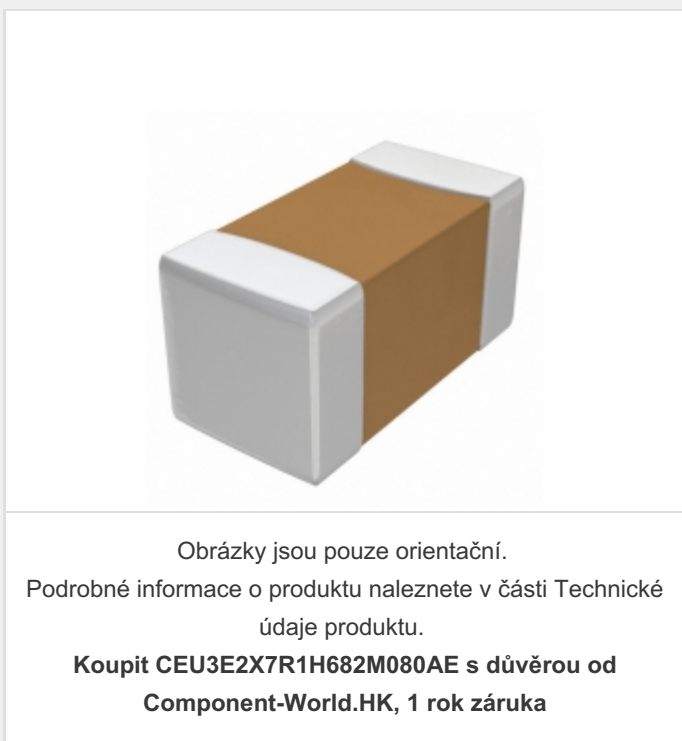 Obrázky jsou pouze orientační.
Podrobné informace o produktu naleznete v části Technické
údaje produktu.
Koupit CEU3E2X7R1H682M080AE s důvěrou od
Component-World.HK, 1 rok záruka